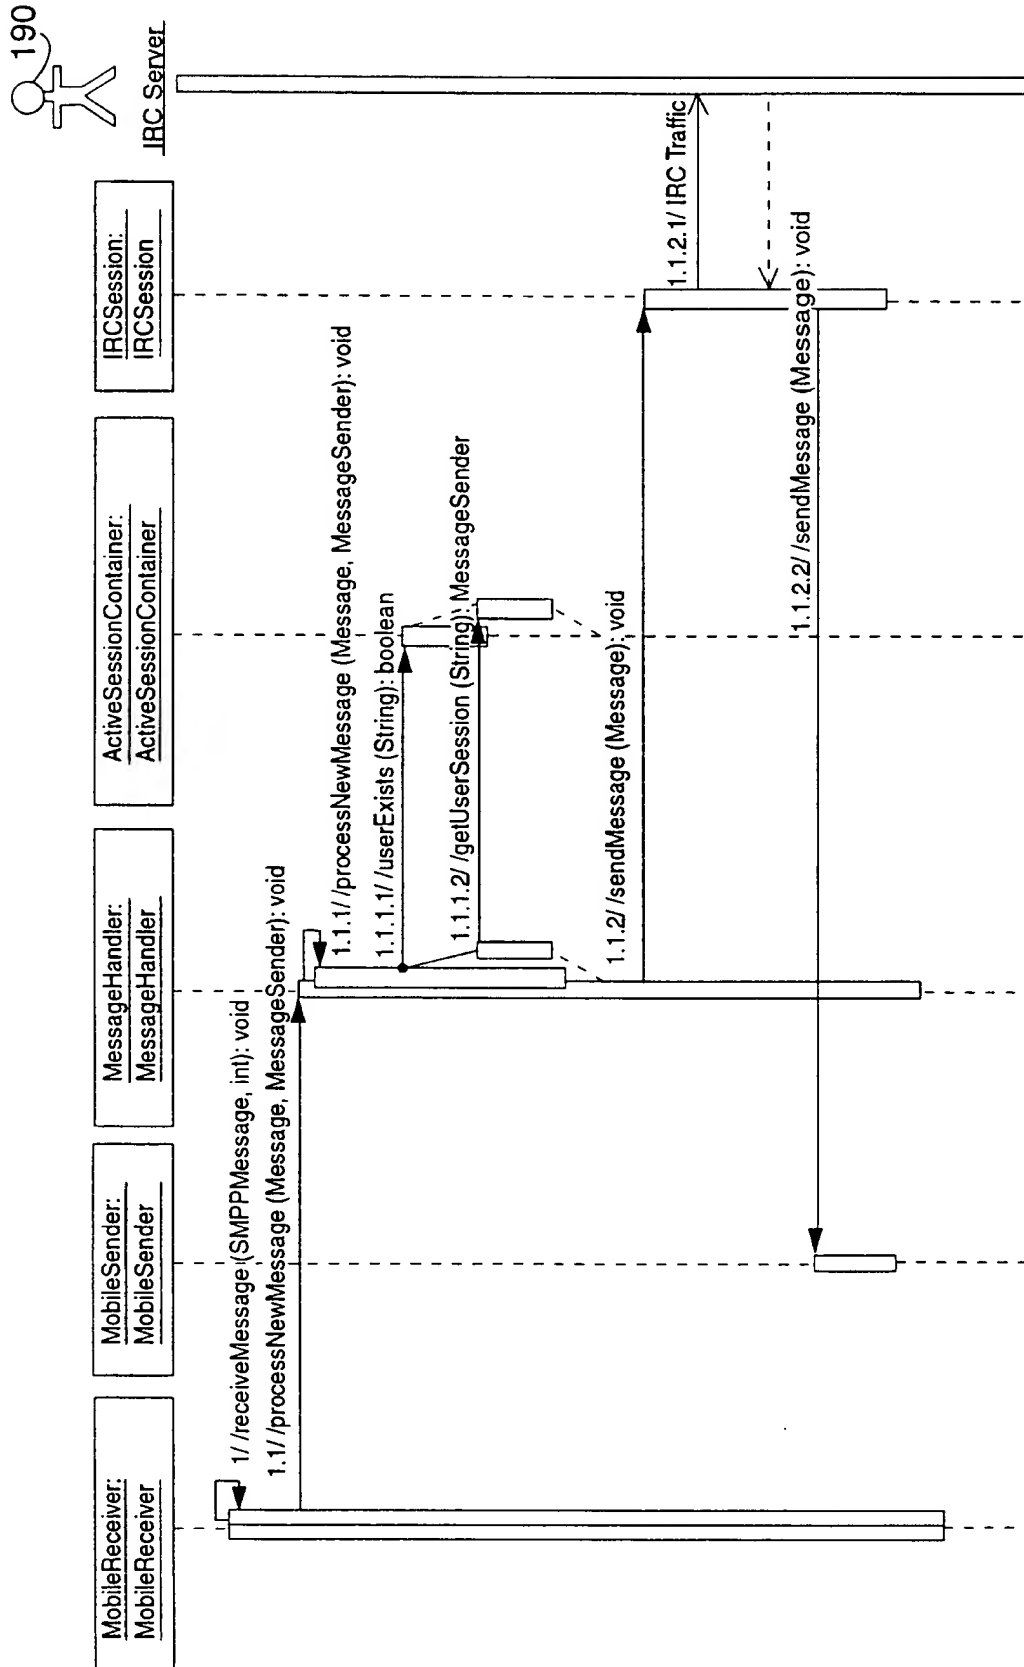 MobileReceiver:
MobileReceiver
MobileSender:
MobileSender
MessageHandler:
MessageHandler
ActiveSessionContainer:
ActiveSessionContainer
IRCSession:
IRCSession
190
IRC Server
1/ /receiveMessage (SMPPMessage, int): void
1.1/ /processNewMessage (Message, MessageSender): void
1.1.1/ /processNewMessage (Message, MessageSender): void
1.1.1.1/ /userExists (String): boolean
1.1.1.2/ /getUserSession (String): MessageSender
1.1.2/ /sendMessage (Message): void
1.1.2.1/ IRC Traffic
1.1.2.2/ /sendMessage (Message): void